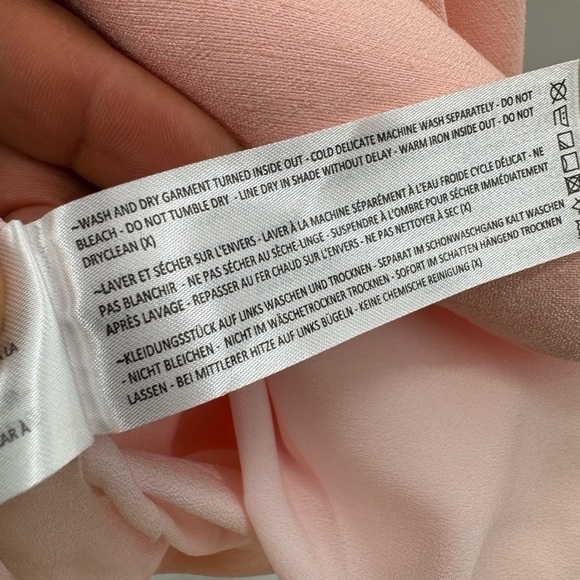 ~WASH AND DRY GARMENT TURNED INSIDE OUT - COLD DELICATE MACHINE WASH SEPARATELY - DO NOT
BLEACH - DO NOT TUMBLE DRY - LINE DRY IN SHADE WITHOUT DELAY - WARM IRON INSIDE OUT - DO NOT
DRYCLEAN (X)
~LAVER ET SÉCHER SUR L'ENVERS - LAVER À LA MACHINE SÉPARÉMENT À L'EAU FROIDE CYCLE DÉLICAT - NE
PAS BLANCHIR - NE PAS SÉCHER AU SÈCHE-LINGE - SUSPENDRE À L'OMBRE POUR SÉCHER IMMÉDIATEMENT
APRÈS LAVAGE - REPASSER AU FER CHAUD SUR L'ENVERS - NE PAS NETTOYER À SEC (X)
~KLEIDUNGSSTÜCK AUF LINKS WASCHEN UND TROCKNEN - SEPARAT IM SCHONWASCHGANG KALT WASCHEN
- NICHT BLEICHEN - NICHT IM WÄSCHETROCKNER TROCKNEN - SOFORT IM SCHATTEN HÄNGEND TROCKNEN
LASSEN - BEI MITTLERER HITZE AUF LINKS BÜGELN - KEINE CHEMISCHE REINIGUNG (X)
LA
AR À